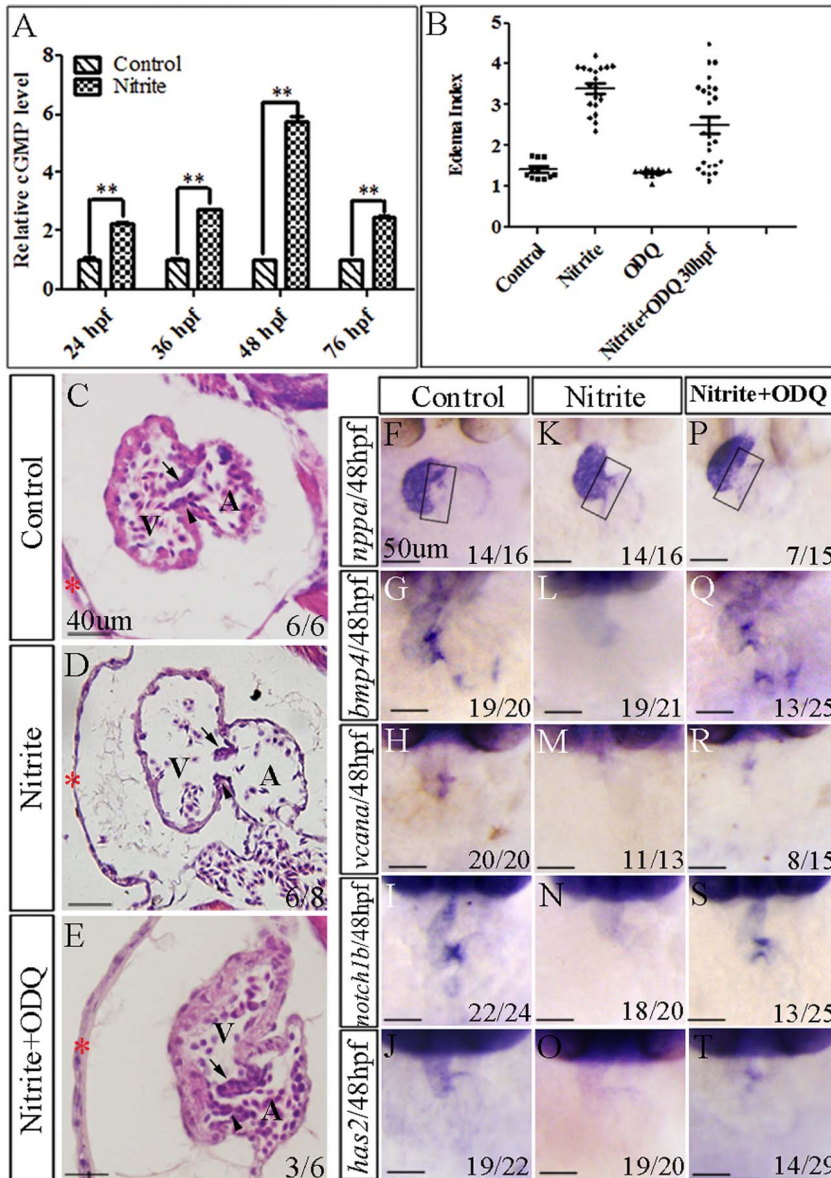 A
Relative cGMP level
8
6
4
2
0
Control
Nitrite
**
**
**
**
24 hpf
36 hpf
48 hpf
76 hpf
B
Edema Index
5
4
3
2
1
0
Control
Nitrite
ODQ
Nitrite+ODQ 30hpf
Control
C
V
A
*
40um
6/6
Nitrite
D
V
A
*
6/8
Nitrite+ODQ
E
V
A
*
3/6
Control
Nitrite
Nitrite+ODQ
nppa/48hpf
F
50um
14/16
K
14/16
P
7/15
bmp4/48hpf
G
19/20
L
19/21
Q
13/25
vcana/48hpf
H
20/20
M
11/13
R
8/15
notch1b/48hpf
I
22/24
N
18/20
S
13/25
has2/48hpf
J
19/22
O
19/20
T
14/29